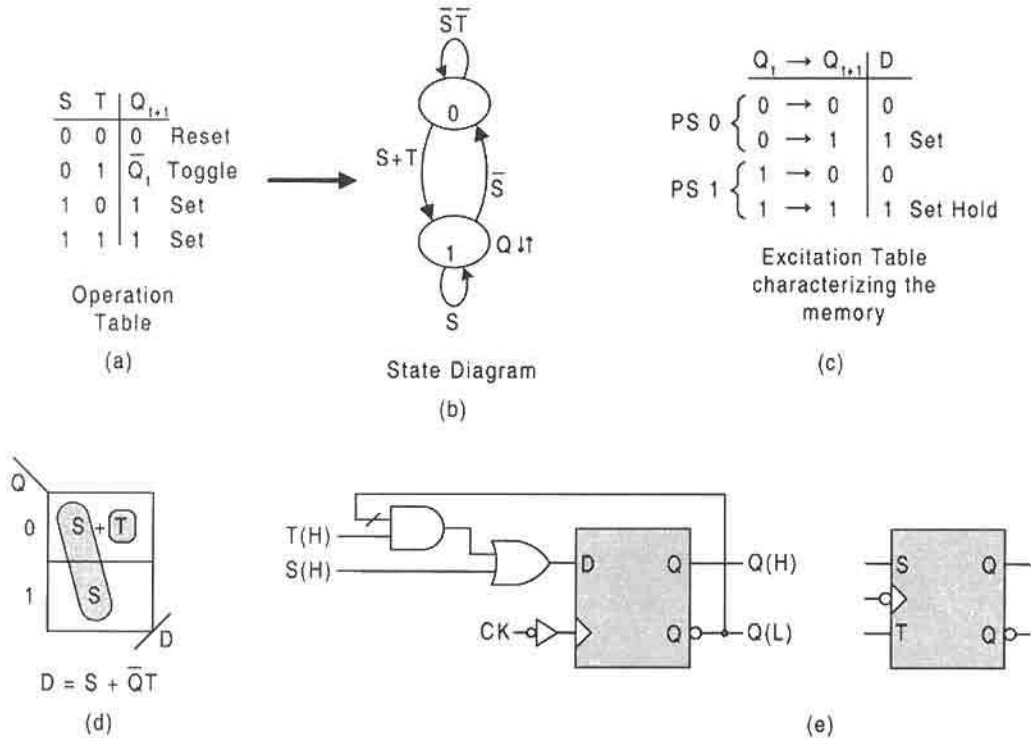 S T Q_{t+1}
0 0 0 Reset
0 1 Q̅_t Toggle
1 0 1 Set
1 1 1 Set
Operation
Table
(a)
S̅T̅
0
S+T
S̅
1
Q↓↑
S
State Diagram
(b)
Q_t → Q_{t+1} D
PS 0
0 → 0 0
0 → 1 1 Set
PS 1
1 → 0 0
1 → 1 1 Set Hold
Excitation Table
characterizing the
memory
(c)
Q
0 S + T
1 S
D
D = S + Q̅T
(d)
T(H)
S(H)
D Q Q(H)
CK
Q Q(L)
S Q
T Q
(e)